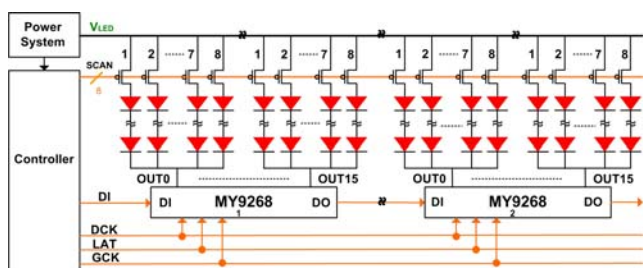 Power System
VLED
SCAN
8
1 2 ........ 7 8 1 2 ........ 7 8 1 2 ........ 7 8 1 2 ........ 7 8
Controller
OUT0 OUT15 OUT0 OUT15
DI
DI MY9268 DO
1
DI MY9268 DO
2
DCK
LAT
GCK